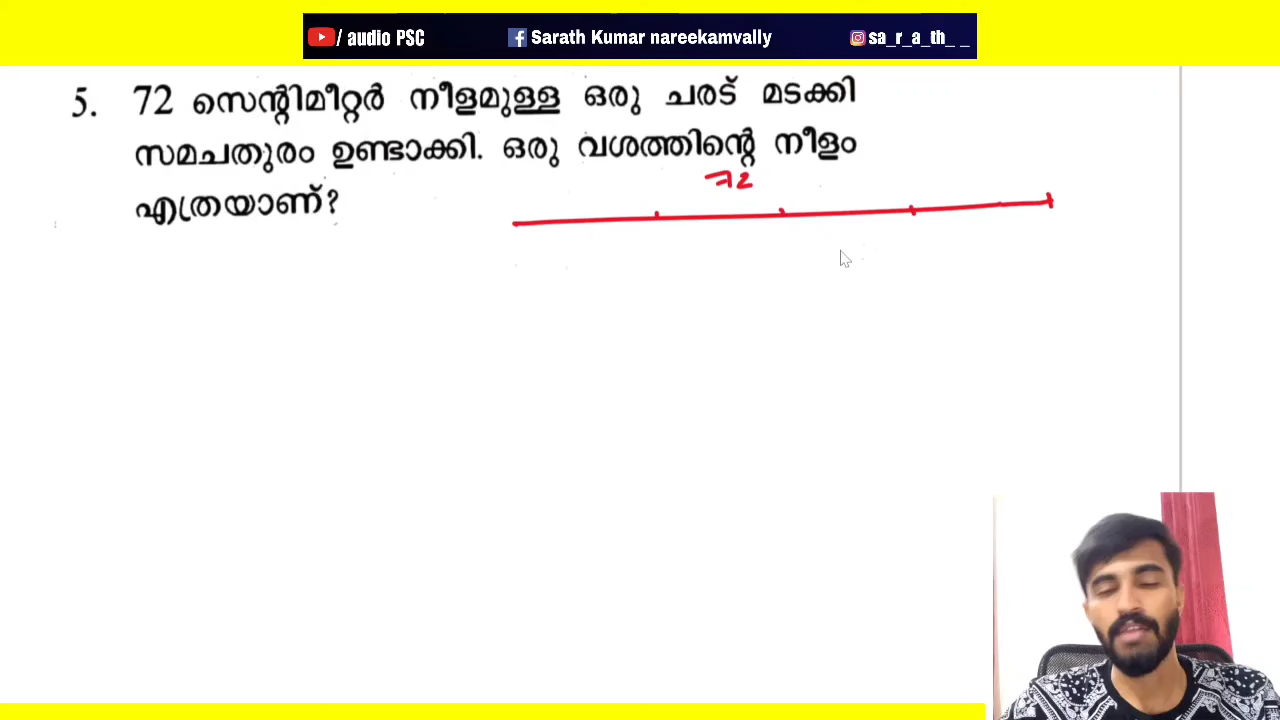 / audio PSC Sarath Kumar nareekamvally sa_r_a_th_ _
5. 72 സെന്റിമീറ്റർ നീളമുള്ള ഒരു ചരട് മടക്കി
സമചതുരം ഉണ്ടാക്കി. ഒരു വശത്തിന്റെ നീളം
എത്രയാണ്?
72